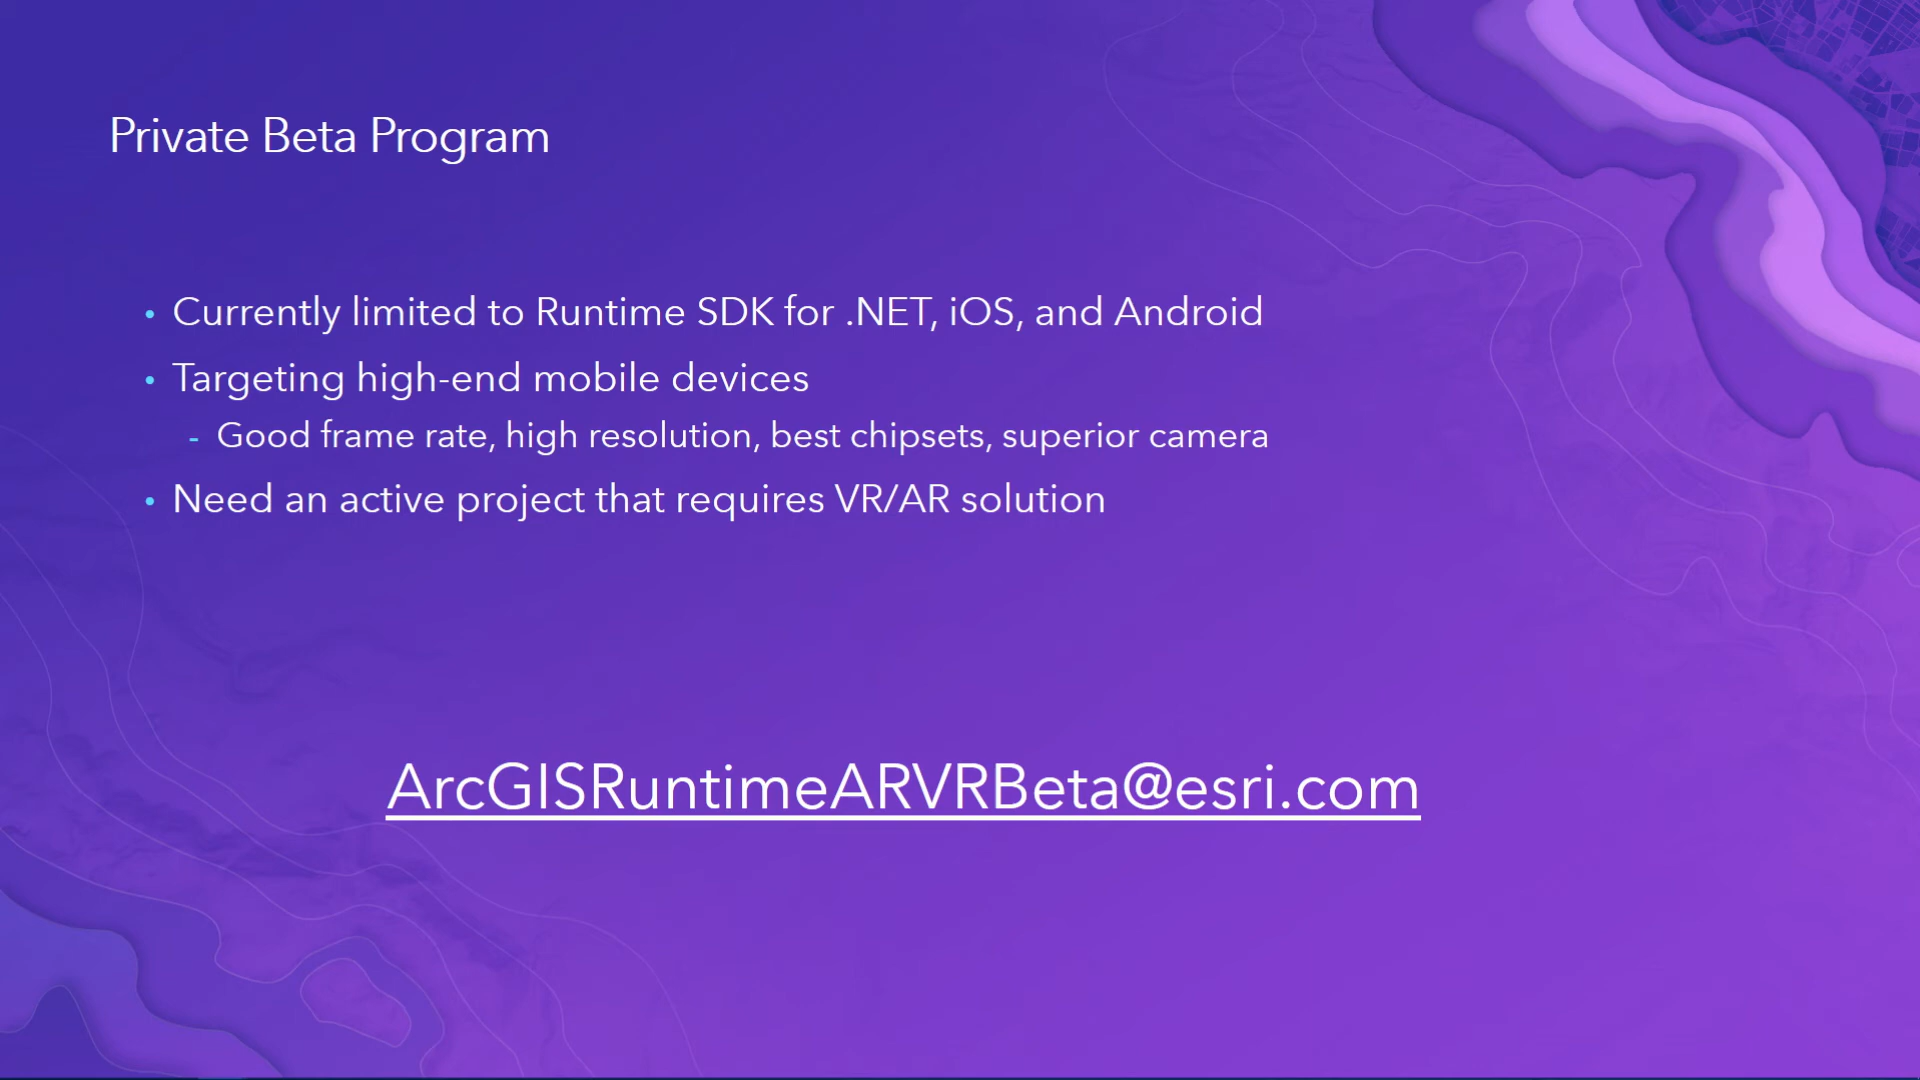 Private Beta Program
• Currently limited to Runtime SDK for .NET, iOS, and Android
• Targeting high-end mobile devices
- Good frame rate, high resolution, best chipsets, superior camera
• Need an active project that requires VR/AR solution
ArcGISRuntimeARVRBeta@esri.com